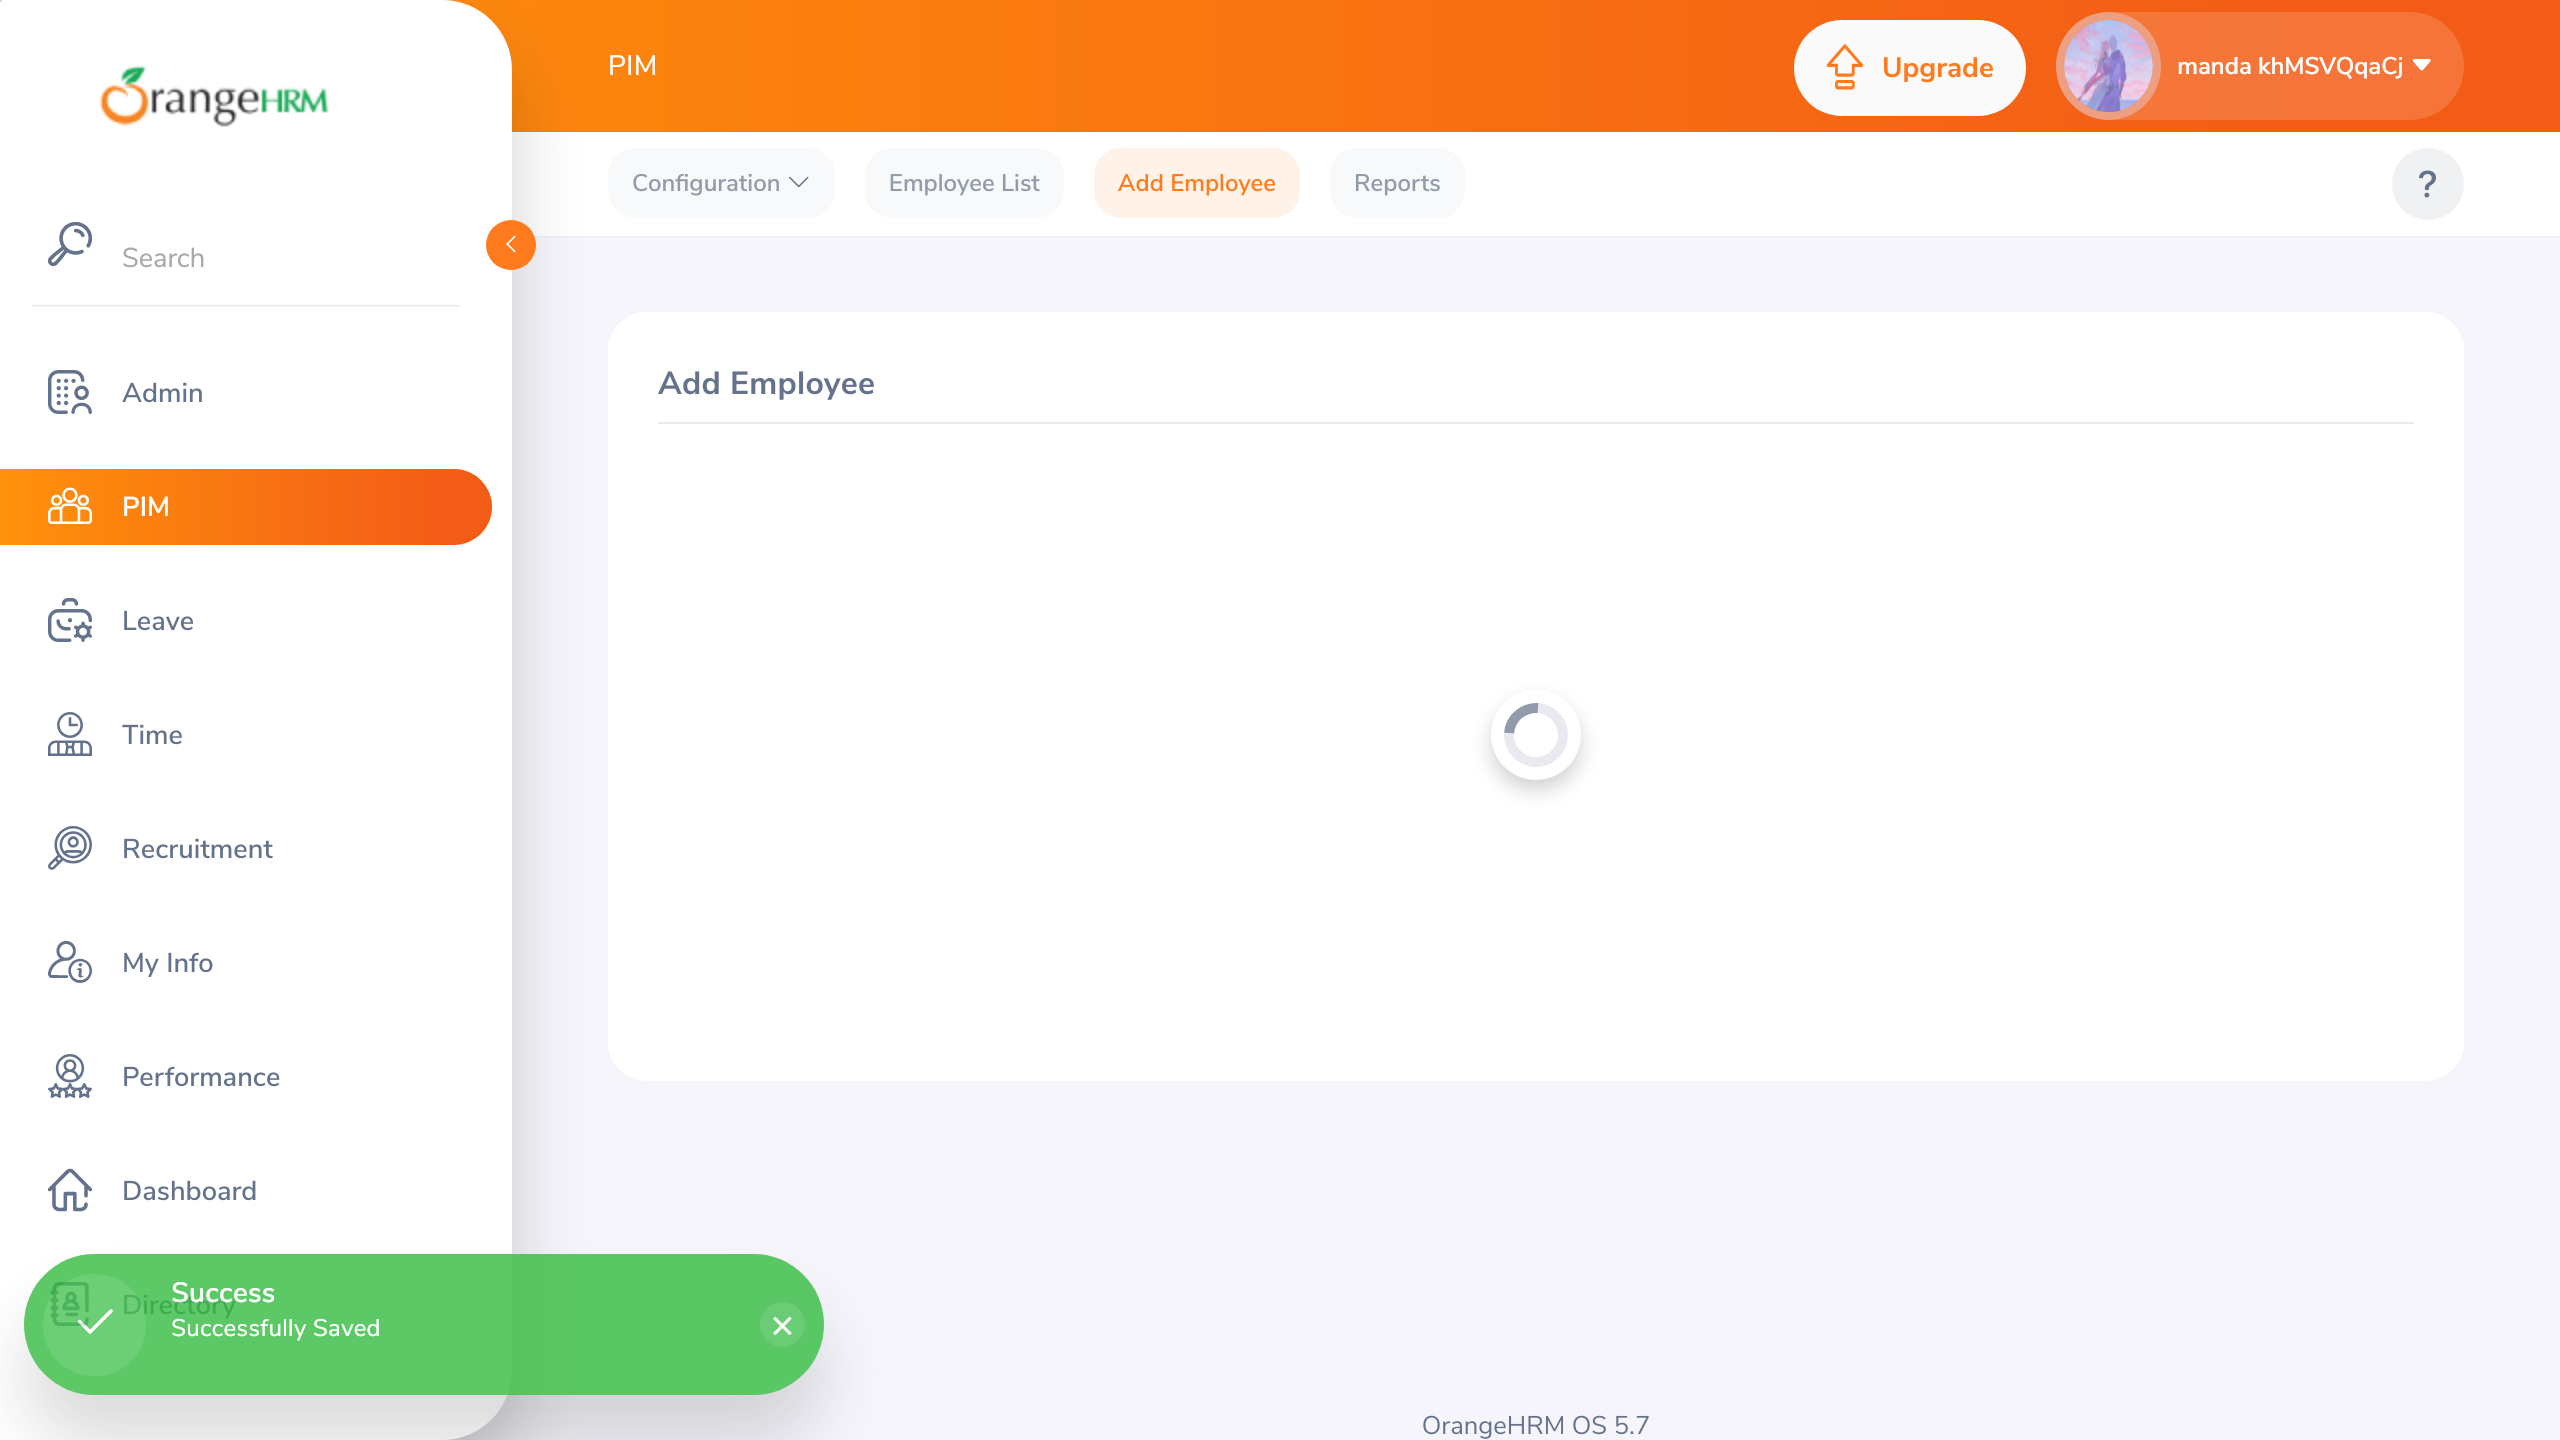 OrangeHRM
Search
Admin
PIM
Leave
Time
Recruitment
My Info
Performance
Dashboard
Directory
PIM
Upgrade
manda khMSVQqaCj
Configuration
Employee List
Add Employee
Reports
?
Add Employee
Success
Successfully Saved
OrangeHRM OS 5.7